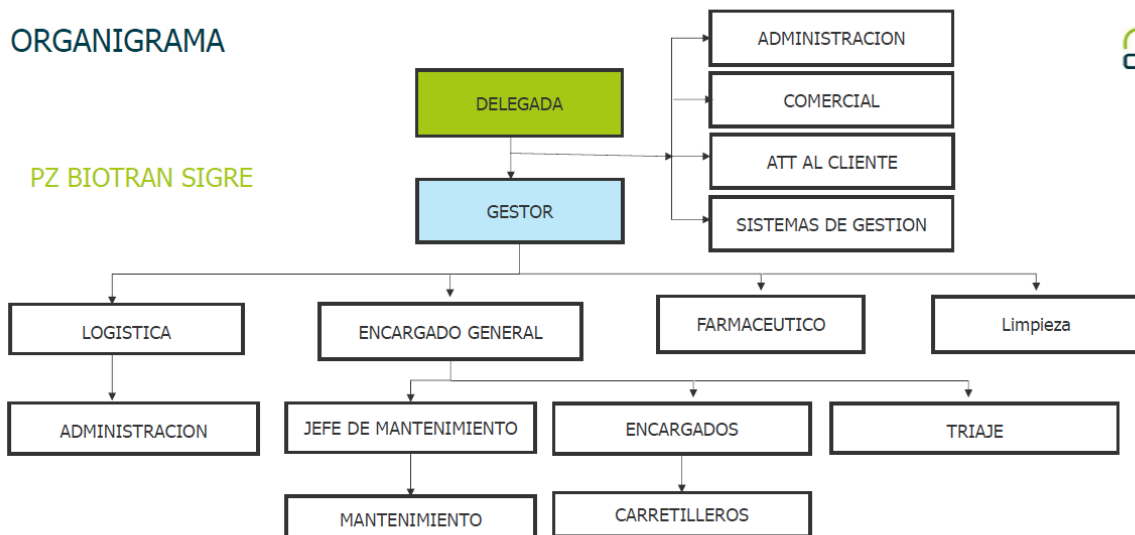 ORGANIGRAMA
ADMINISTRACION
DELEGADA
COMERCIAL
ATT AL CLIENTE
PZ BIOTRAN SIGRE
GESTOR
SISTEMAS DE GESTION
LOGISTICA
ENCARGADO GENERAL
FARMACEUTICO
Limpieza
ADMINISTRACION
JEFE DE MANTENIMIENTO
ENCARGADOS
TRIAJE
MANTENIMIENTO
CARRETILLEROS